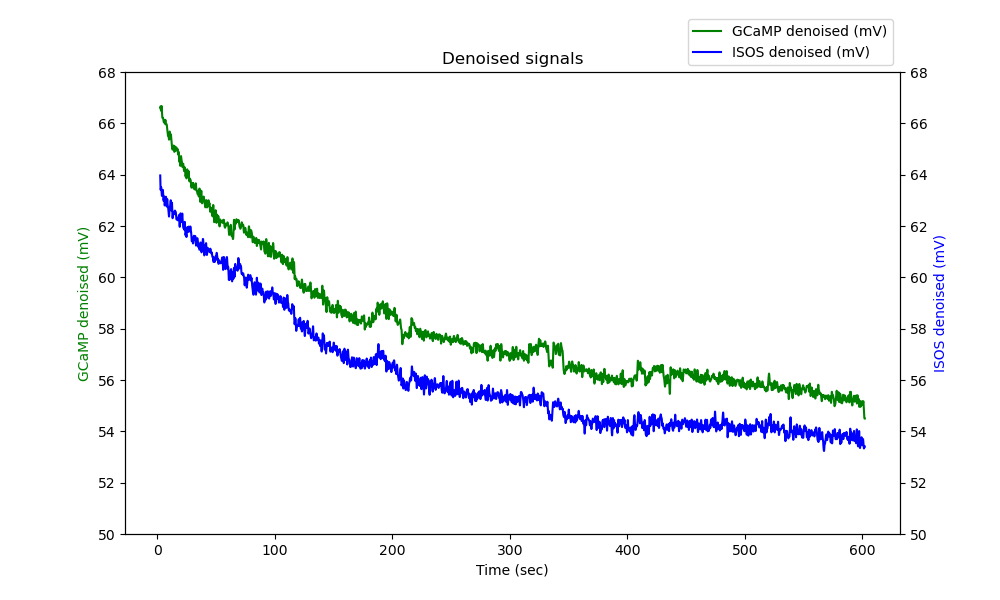 GCaMP denoised (mV)
ISOS denoised (mV)
Denoised signals
68
66
64
62
60
58
56
54
52
50
GCaMP denoised (mV)
68
66
64
62
60
58
56
54
52
50
ISOS denoised (mV)
0 100 200 300 400 500 600
Time (sec)